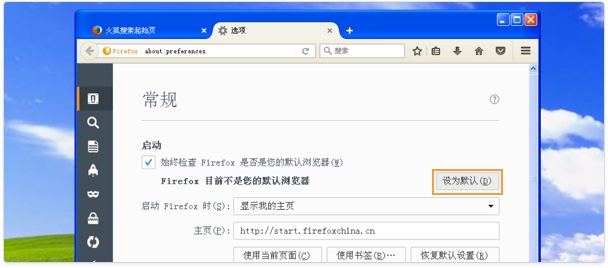 火狐搜索起始页
选项
Firefox
about:preferences
搜索
常规
启动
始终检查 Firefox 是否是您的默认浏览器(W)
Firefox 目前不是您的默认浏览器
设为默认(D)
启动 Firefox 时(S):
显示我的主页
主页(P):
http://start.firefoxchina.cn
使用当前页面(C)
使用书签(B)…
恢复默认设置(R)